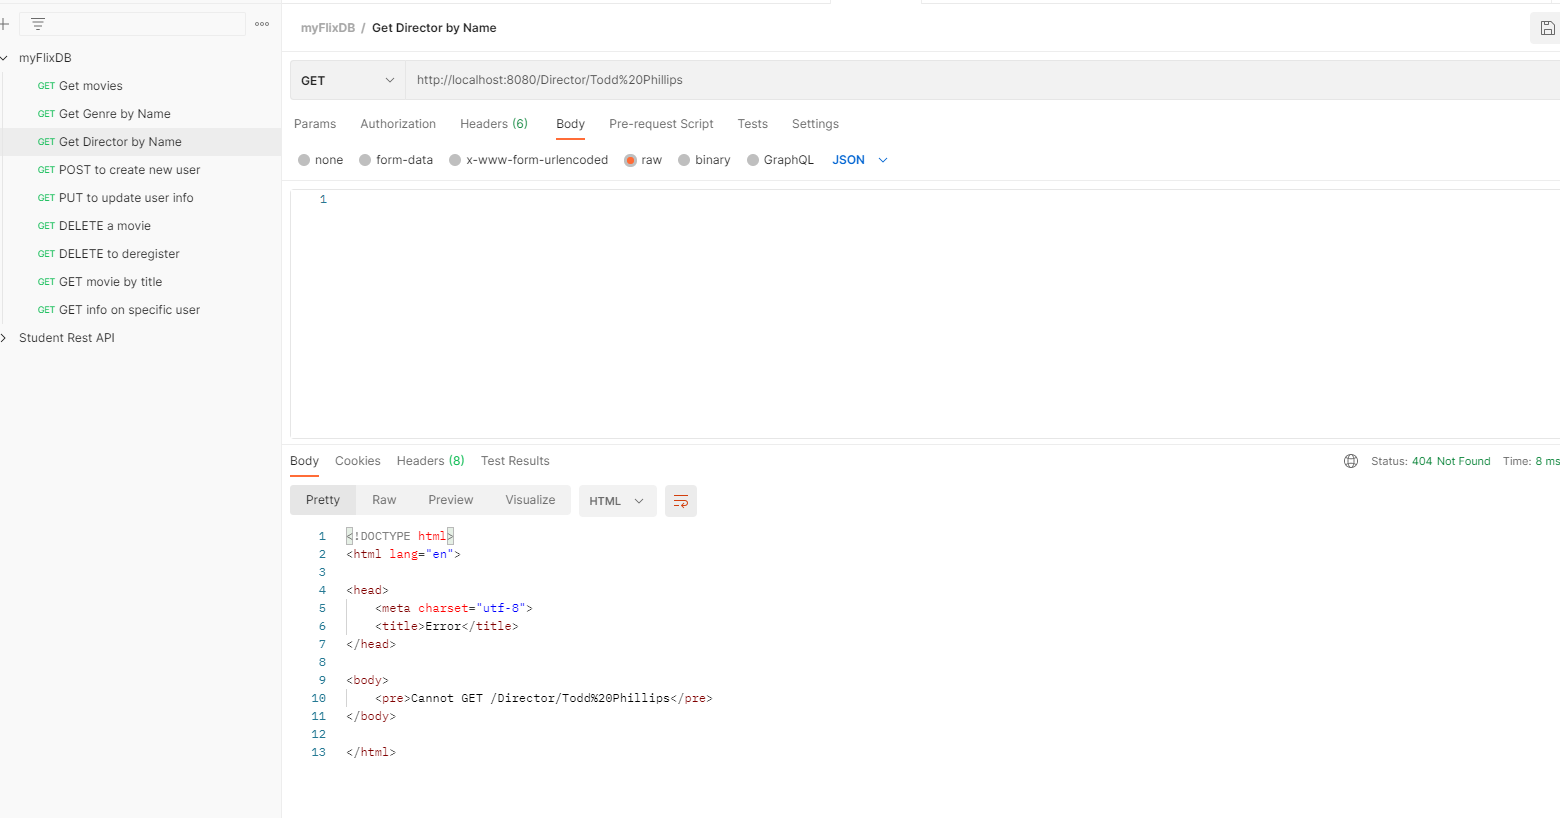 myFlixDB
GET Get movies
GET Get Genre by Name
GET Get Director by Name
GET POST to create new user
GET PUT to update user info
GET DELETE a movie
GET DELETE to deregister
GET GET movie by title
GET GET info on specific user
Student Rest API
myFlixDB / Get Director by Name
GET http://localhost:8080/Director/Todd%20Phillips
Params Authorization Headers (6) Body Pre-request Script Tests Settings
none form-data x-www-form-urlencoded raw binary GraphQL JSON
1
Body Cookies Headers (8) Test Results Status: 404 Not Found Time: 8 ms
Pretty Raw Preview Visualize HTML
1 <!DOCTYPE html>
2 <html lang="en">
3
4 <head>
5 <meta charset="utf-8">
6 <title>Error</title>
7 </head>
8
9 <body>
10 <pre>Cannot GET /Director/Todd%20Phillips</pre>
11 </body>
12
13 </html>